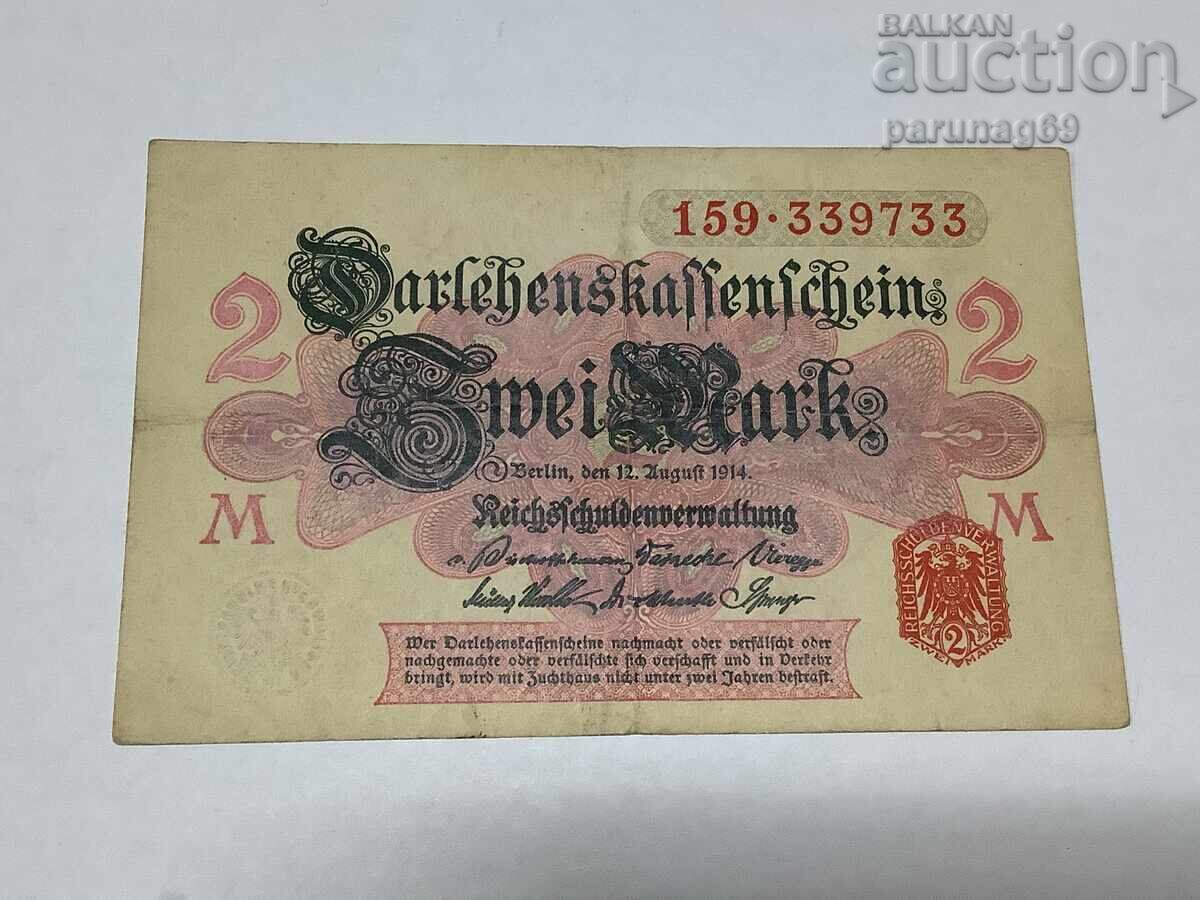 BALKAN
auction
parunag69
159·339733
Darlehenskassenschein
2 2
Zwei Mark
Berlin, den 12. August 1914.
M M
Reichsschuldenverwaltung
REICHSSCHULDENVERWALTUNG
2
ZWEI MARK
Wer Darlehenskassenscheine nachmacht oder verfälscht oder
nachgemachte oder verfälschte sich verschafft und in Verkehr
bringt, wird mit Zuchthaus nicht unter zwei Jahren bestraft.